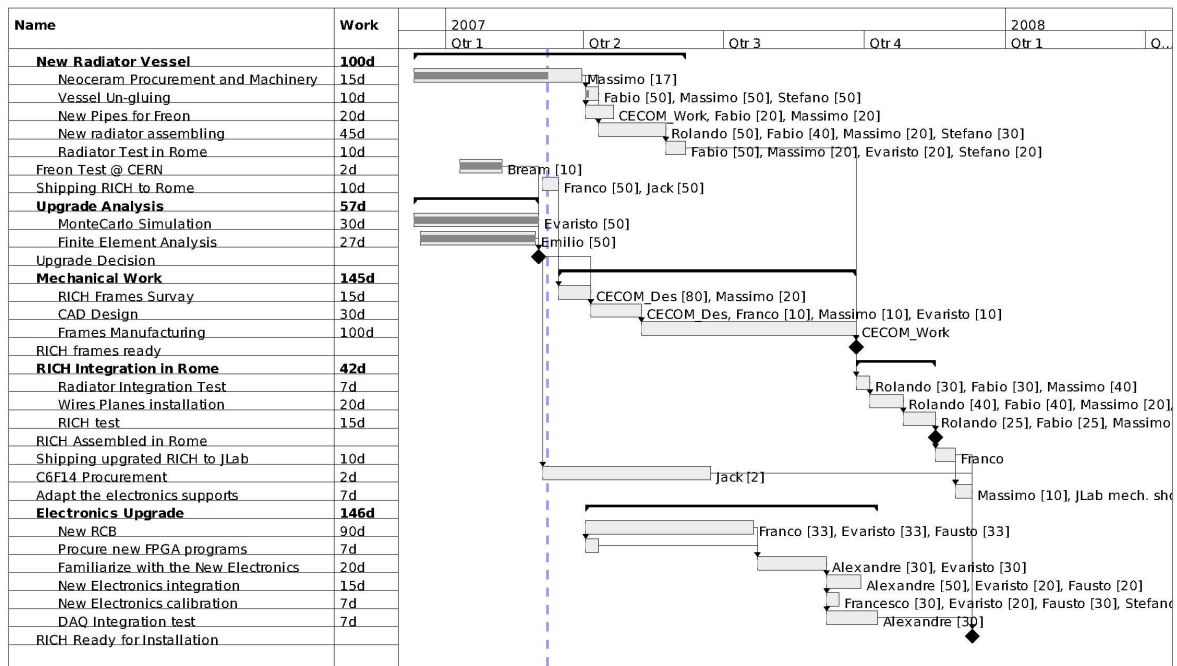 Name Work 2007 2008
Qtr 1 Qtr 2 Qtr 3 Qtr 4 Qtr 1 Q...
New Radiator Vessel 100d
Neoceram Procurement and Machinery 15d Massimo [17]
Vessel Un-gluing 10d Fabio [50], Massimo [50], Stefano [50]
New Pipes for Freon 20d CECOM_Work, Fabio [20], Massimo [20]
New radiator assembling 45d Rolando [50], Fabio [40], Massimo [20], Stefano [30]
Radiator Test in Rome 10d Fabio [50], Massimo [20], Evaristo [20], Stefano [20]
Freon Test @ CERN 2d Bream [10]
Shipping RICH to Rome 10d Franco [50], Jack [50]
Upgrade Analysis 57d
MonteCarlo Simulation 30d Evaristo [50]
Finite Element Analysis 27d Emilio [50]
Upgrade Decision
Mechanical Work 145d
RICH Frames Survay 15d CECOM_Des [80], Massimo [20]
CAD Design 30d CECOM_Des, Franco [10], Massimo [10], Evaristo [10]
Frames Manufacturing 100d CECOM_Work
RICH frames ready
RICH Integration in Rome 42d
Radiator Integration Test 7d Rolando [30], Fabio [30], Massimo [40]
Wires Planes installation 20d Rolando [40], Fabio [40], Massimo [20],
RICH test 15d Rolando [25], Fabio [25], Massimo
RICH Assembled in Rome
Shipping upgrated RICH to JLab 10d Franco
C6F14 Procurement 2d Jack [2]
Adapt the electronics supports 7d Massimo [10], JLab mech. sho
Electronics Upgrade 146d
New RCB 90d Franco [33], Evaristo [33], Fausto [33]
Procure new FPGA programs 7d
Familiarize with the New Electronics 20d Alexandre [30], Evaristo [30]
New Electronics integration 15d Alexandre [50], Evaristo [20], Fausto [20]
New Electronics calibration 7d Francesco [30], Evaristo [20], Fausto [30], Stefano
DAQ Integration test 7d Alexandre [30]
RICH Ready for Installation